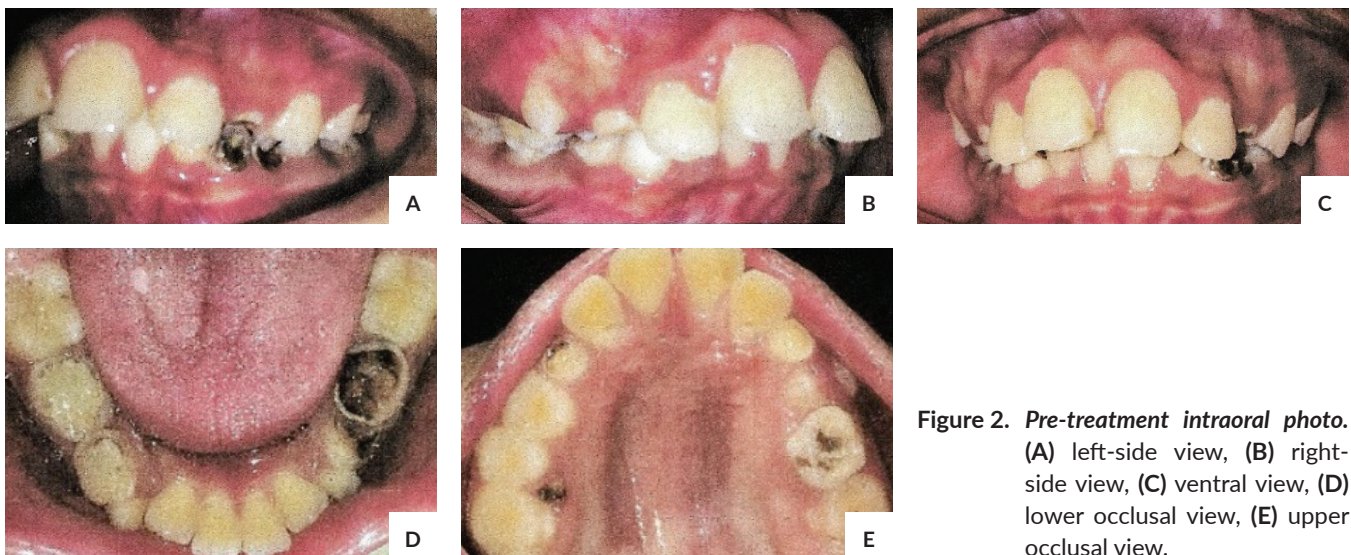 A
B
C
D
E
Figure 2. Pre-treatment intraoral photo.
(A) left-side view, (B) right-
side view, (C) ventral view, (D)
lower occlusal view, (E) upper
occlusal view.